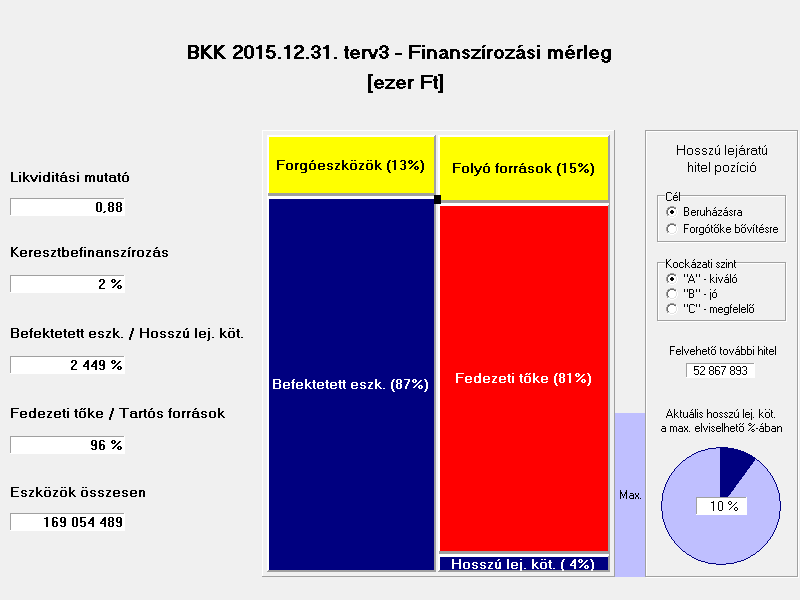 BKK 2015.12.31. terv3 - Finanszírozási mérleg
[ezer Ft]
Likviditási mutató
0,88
Keresztbefinanszírozás
2 %
Befektetett eszk. / Hosszú lej. köt.
2 449 %
Fedezeti tőke / Tartós források
96 %
Eszközök összesen
169 054 489
Forgóeszközök (13%)
Befektetett eszk. (87%)
Folyó források (15%)
Fedezeti tőke (81%)
Hosszú lej. köt. ( 4%)
Max.
Hosszú lejáratú
hitel pozíció
Cél
Beruházásra
Forgótőke bővítésre
Kockázati szint
"A" - kiváló
"B" - jó
"C" - megfelelő
Felvehető további hitel
52 867 893
Aktuális hosszú lej. köt.
a max. elviselhető %-ában
10 %